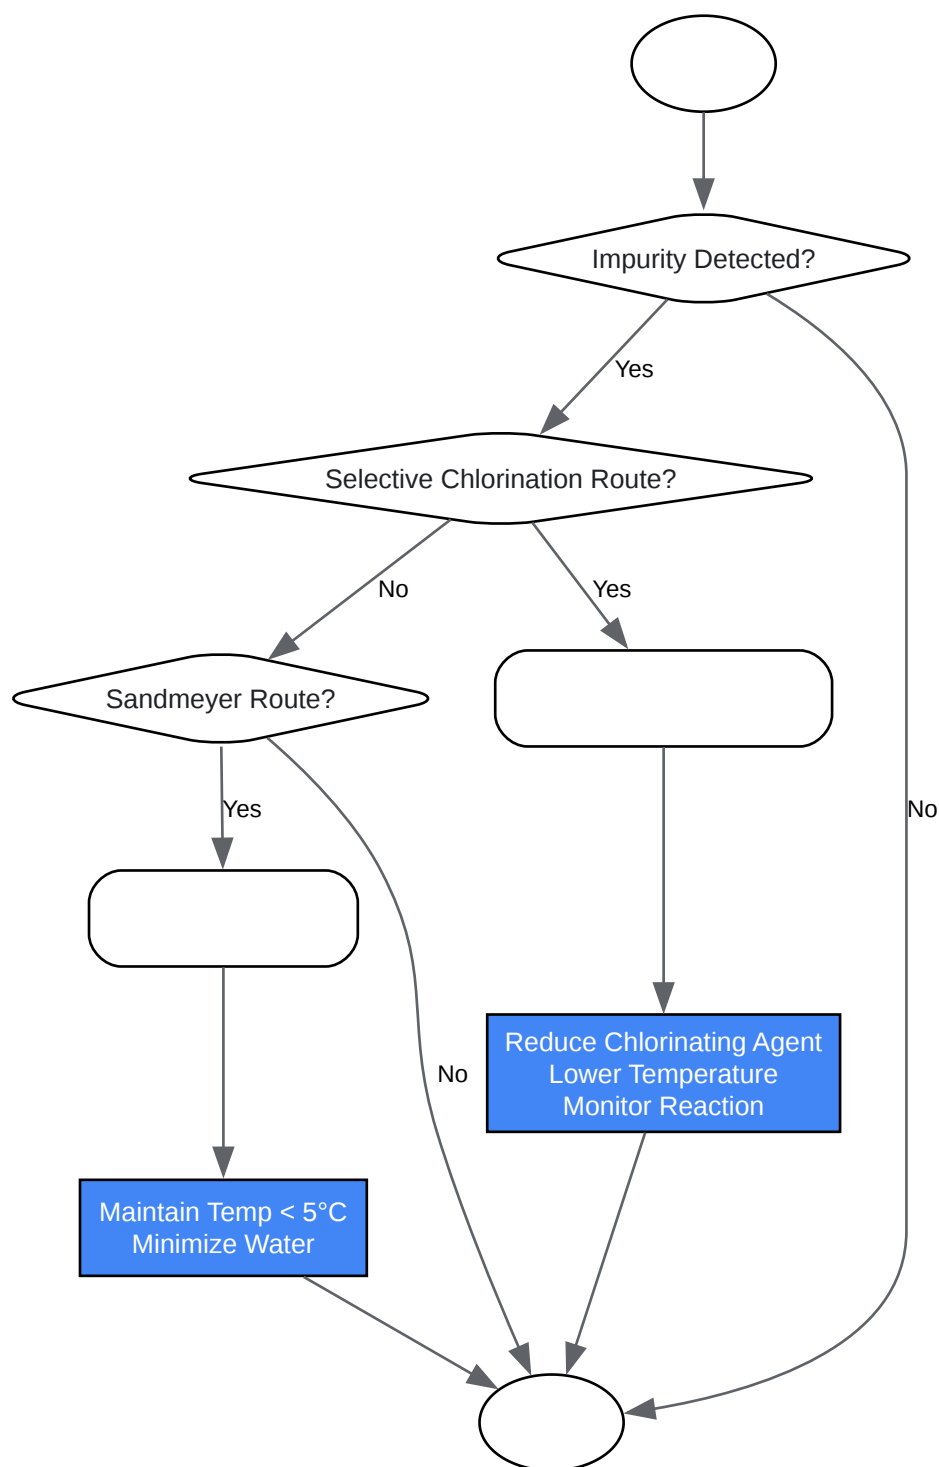 Impurity Detected?
Yes
Selective Chlorination Route?
No
Yes
Sandmeyer Route?
Yes
No
Reduce Chlorinating Agent
Lower Temperature
Monitor Reaction
No
Maintain Temp < 5°C
Minimize Water